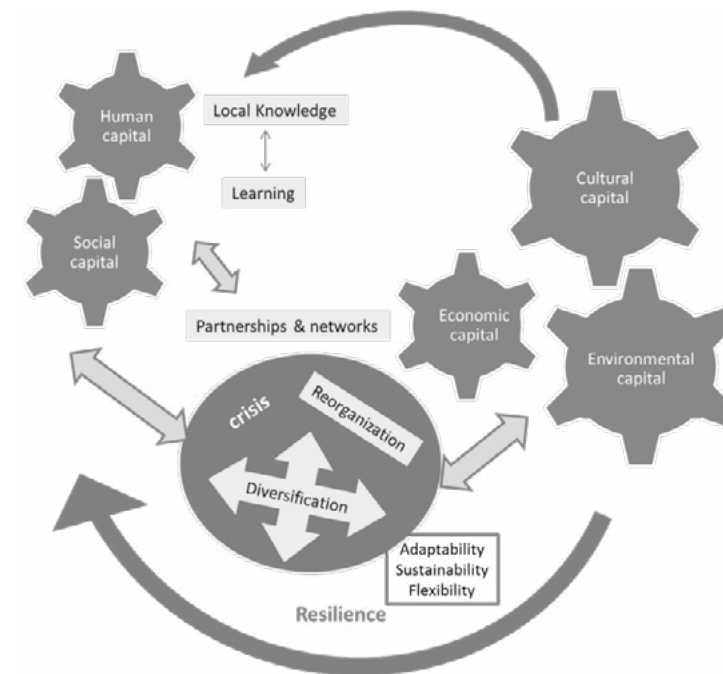 Human
capital
Local Knowledge
Learning
Cultural
capital
Social
capital
Partnerships & networks
Economic
capital
Environmental
capital
crisis
Reorganization
Diversification
Adaptability
Sustainability
Flexibility
Resilience